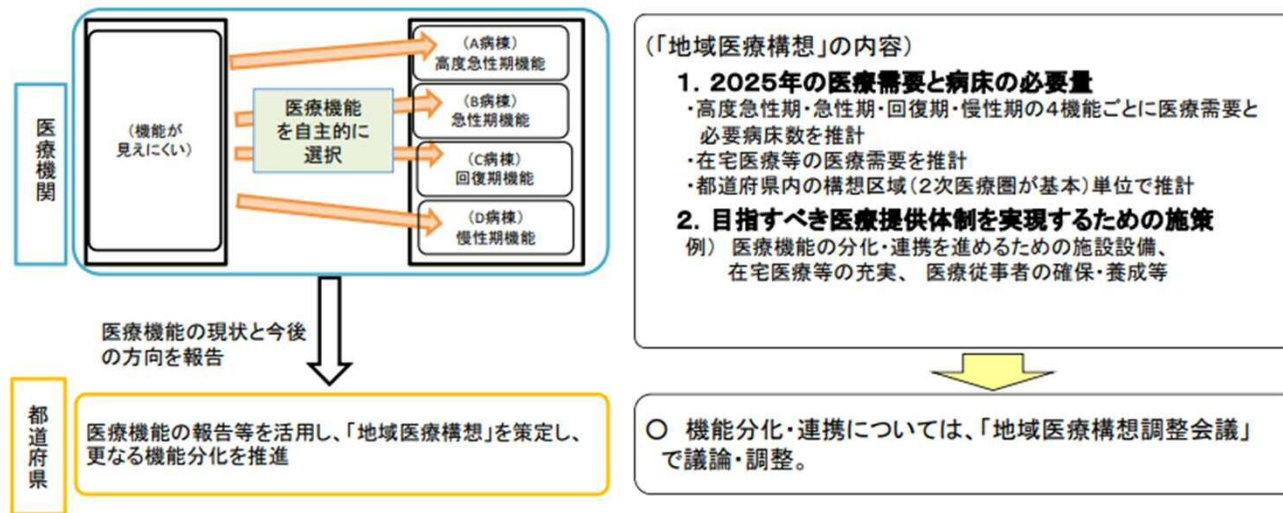 医療機関
(機能が
見えにくい)
医療機能
を自主的に
選択
(A病棟)
高度急性期機能
(B病棟)
急性期機能
(C病棟)
回復期機能
(D病棟)
慢性期機能
医療機能の現状と今後
の方向を報告
都道府県
医療機能の報告等を活用し、「地域医療構想」を策定し、
更なる機能分化を推進
(「地域医療構想」の内容)
1. 2025年の医療需要と病床の必要量
・高度急性期・急性期・回復期・慢性期の4機能ごとに医療需要と
必要病床数を推計
・在宅医療等の医療需要を推計
・都道府県内の構想区域(2次医療圏が基本)単位で推計
2. 目指すべき医療提供体制を実現するための施策
例) 医療機能の分化・連携を進めるための施設設備、
在宅医療等の充実、 医療従事者の確保・養成等
○ 機能分化・連携については、「地域医療構想調整会議」
で議論・調整。